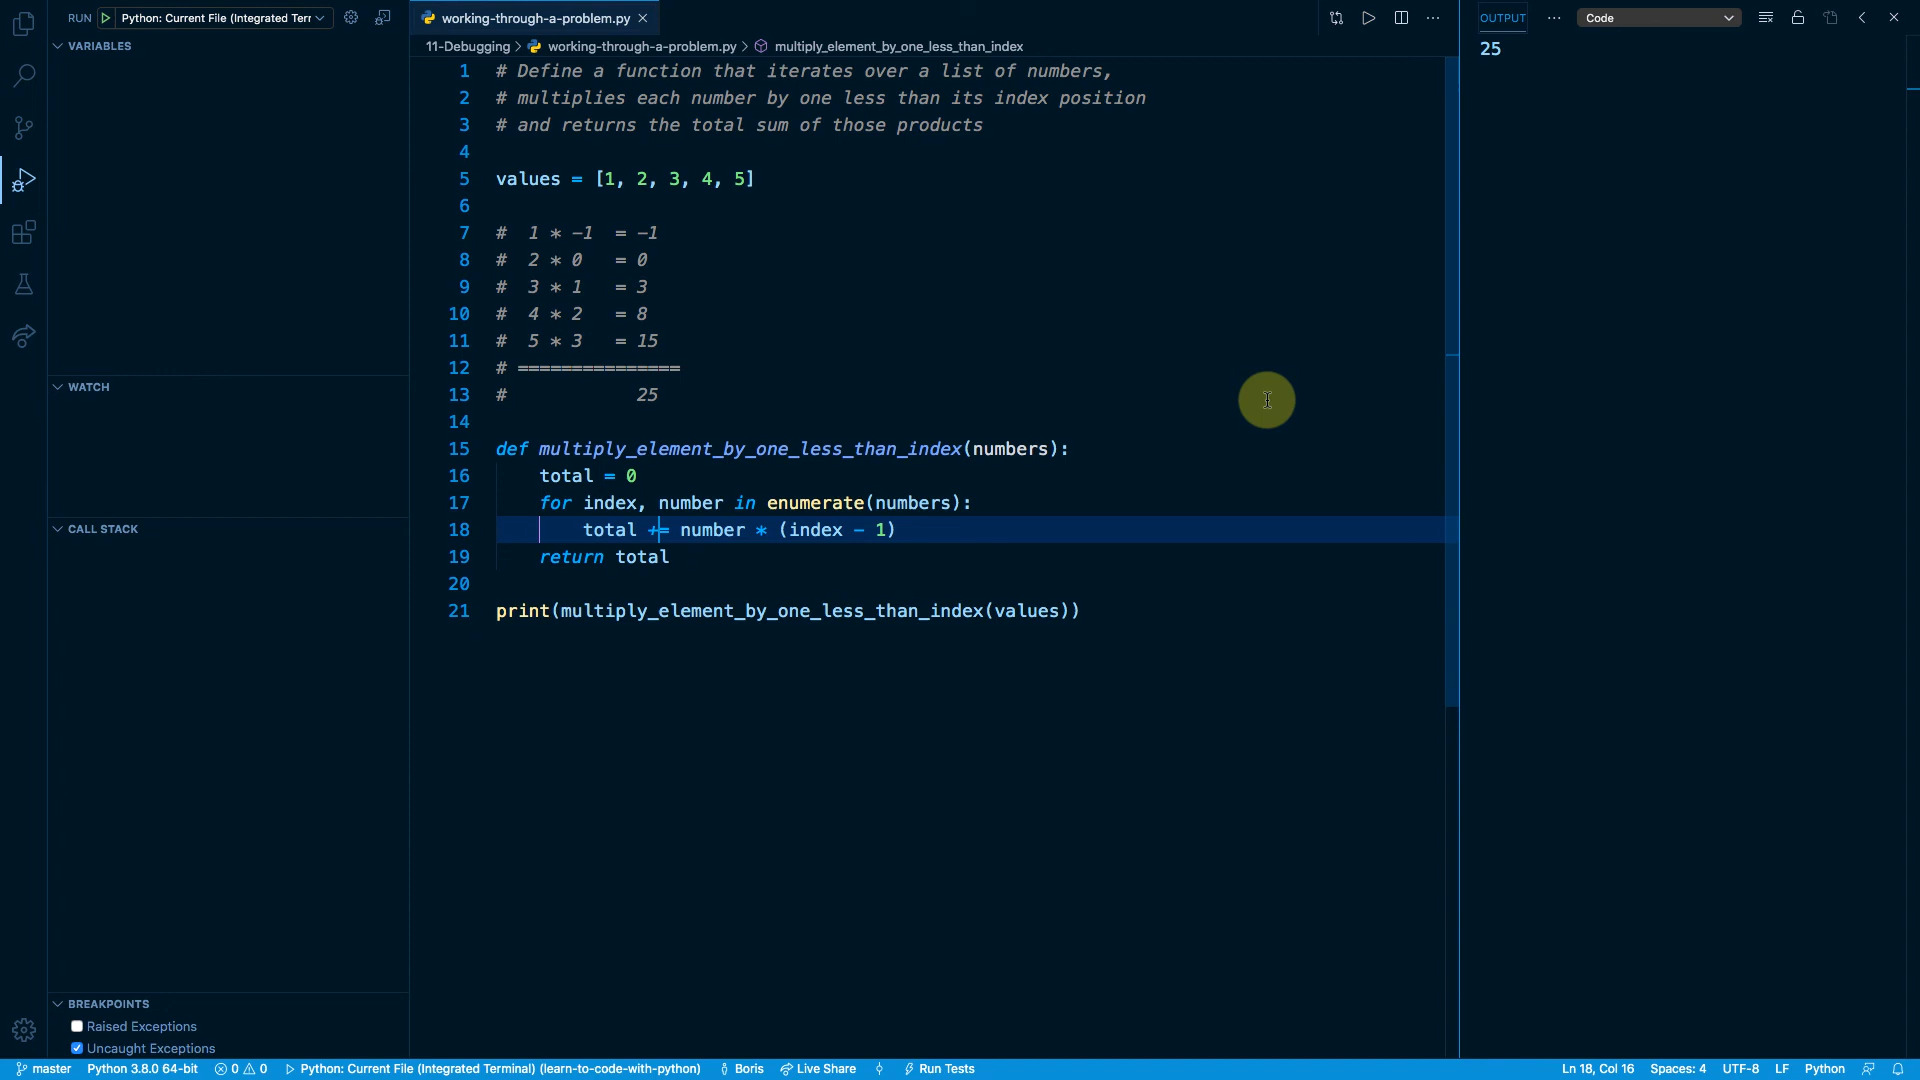 RUN Python: Current File (Integrated Terr
working-through-a-problem.py
OUTPUT
Code
VARIABLES
11-Debugging > working-through-a-problem.py > multiply_element_by_one_less_than_index
25
1 # Define a function that iterates over a list of numbers,
2 # multiplies each number by one less than its index position
3 # and returns the total sum of those products
4
5 values = [1, 2, 3, 4, 5]
6
7 #  1 * -1  = -1
8 #  2 * 0   = 0
9 #  3 * 1   = 3
10 #  4 * 2   = 8
11 #  5 * 3   = 15
12 # ===============
13 #            25
14
15 def multiply_element_by_one_less_than_index(numbers):
16     total = 0
17     for index, number in enumerate(numbers):
18         total += number * (index - 1)
19     return total
20
21 print(multiply_element_by_one_less_than_index(values))
WATCH
CALL STACK
BREAKPOINTS
Raised Exceptions
Uncaught Exceptions
master Python 3.8.0 64-bit 0 0 Python: Current File (Integrated Terminal) (learn-to-code-with-python) Boris Live Share Run Tests Ln 18, Col 16 Spaces: 4 UTF-8 LF Python